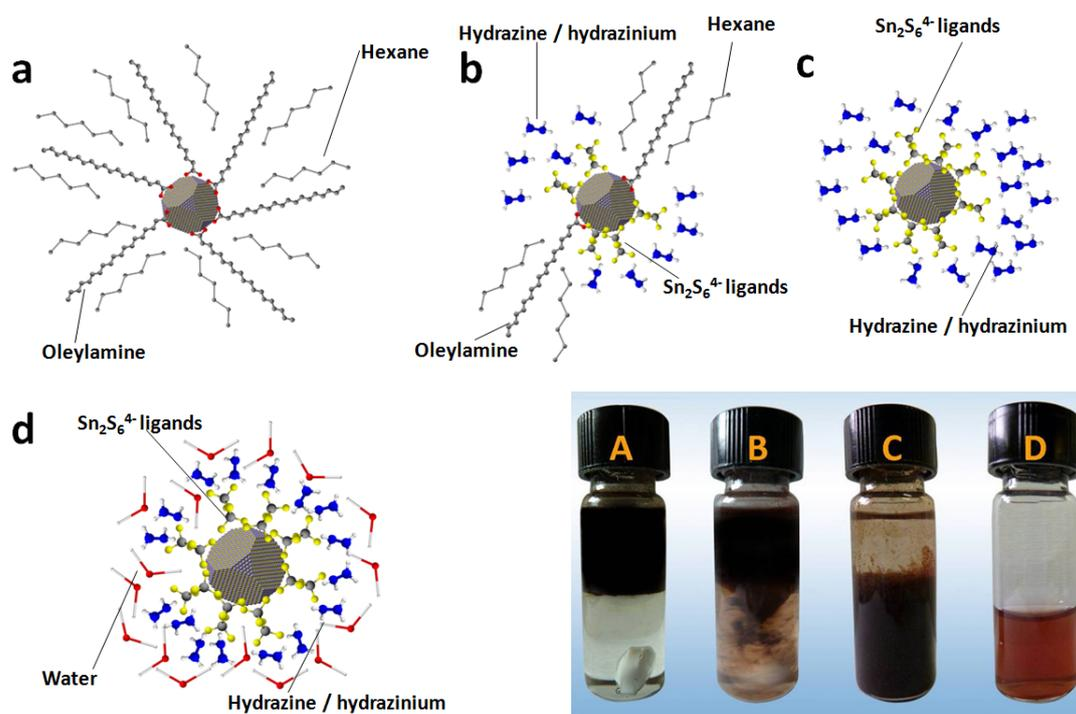 a
Hexane
Oleylamine
b
Hydrazine / hydrazinium
Hexane
Sn₂S₆⁴⁻ ligands
Oleylamine
c
Sn₂S₆⁴⁻ ligands
Hydrazine / hydrazinium
d
Sn₂S₆⁴⁻ ligands
Water
Hydrazine / hydrazinium
A B C D